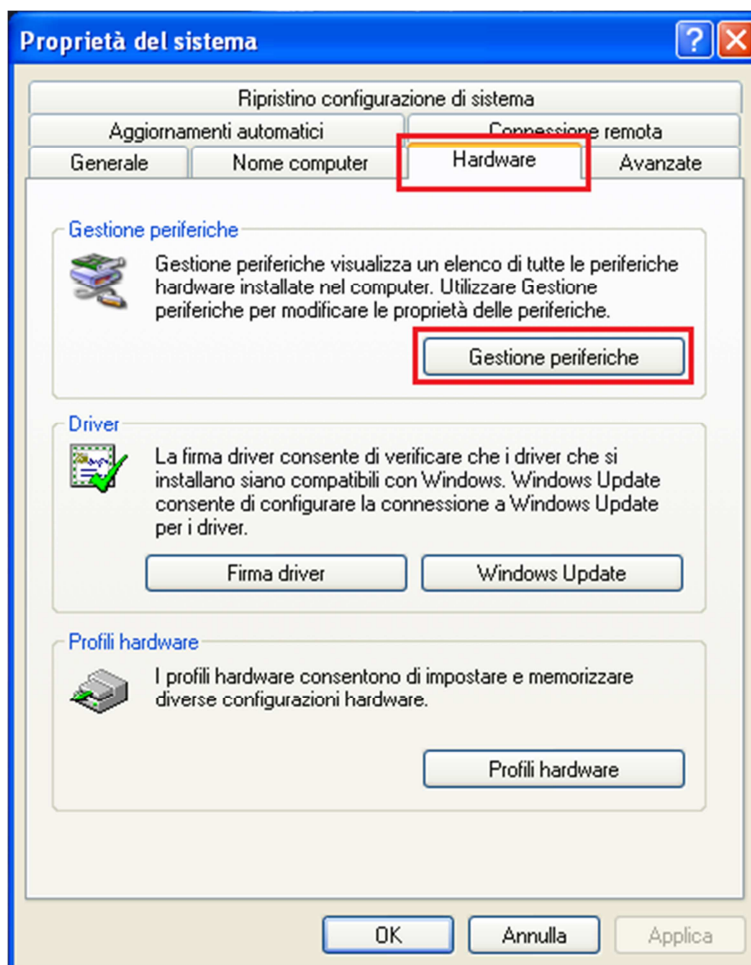 Proprietà del sistema
Ripristino configurazione di sistema
Aggiornamenti automatici
Connessione remota
Generale
Nome computer
Hardware
Avanzate
Gestione periferiche
Gestione periferiche visualizza un elenco di tutte le periferiche
hardware installate nel computer. Utilizzare Gestione
periferiche per modificare le proprietà delle periferiche.
Gestione periferiche
Driver
La firma driver consente di verificare che i driver che si
installano siano compatibili con Windows. Windows Update
consente di configurare la connessione a Windows Update
per i driver.
Firma driver
Windows Update
Profili hardware
I profili hardware consentono di impostare e memorizzare
diverse configurazioni hardware.
Profili hardware
OK
Annulla
Applica